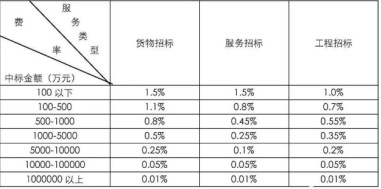 服
费 务
类
率 型
中标金额（万元）
货物招标 服务招标 工程招标
100 以下 1.5% 1.5% 1.0%
100-500 1.1% 0.8% 0.7%
500-1000 0.8% 0.45% 0.55%
1000-5000 0.5% 0.25% 0.35%
5000-10000 0.25% 0.1% 0.2%
10000-100000 0.05% 0.05% 0.05%
1000000 以上 0.01% 0.01% 0.01%